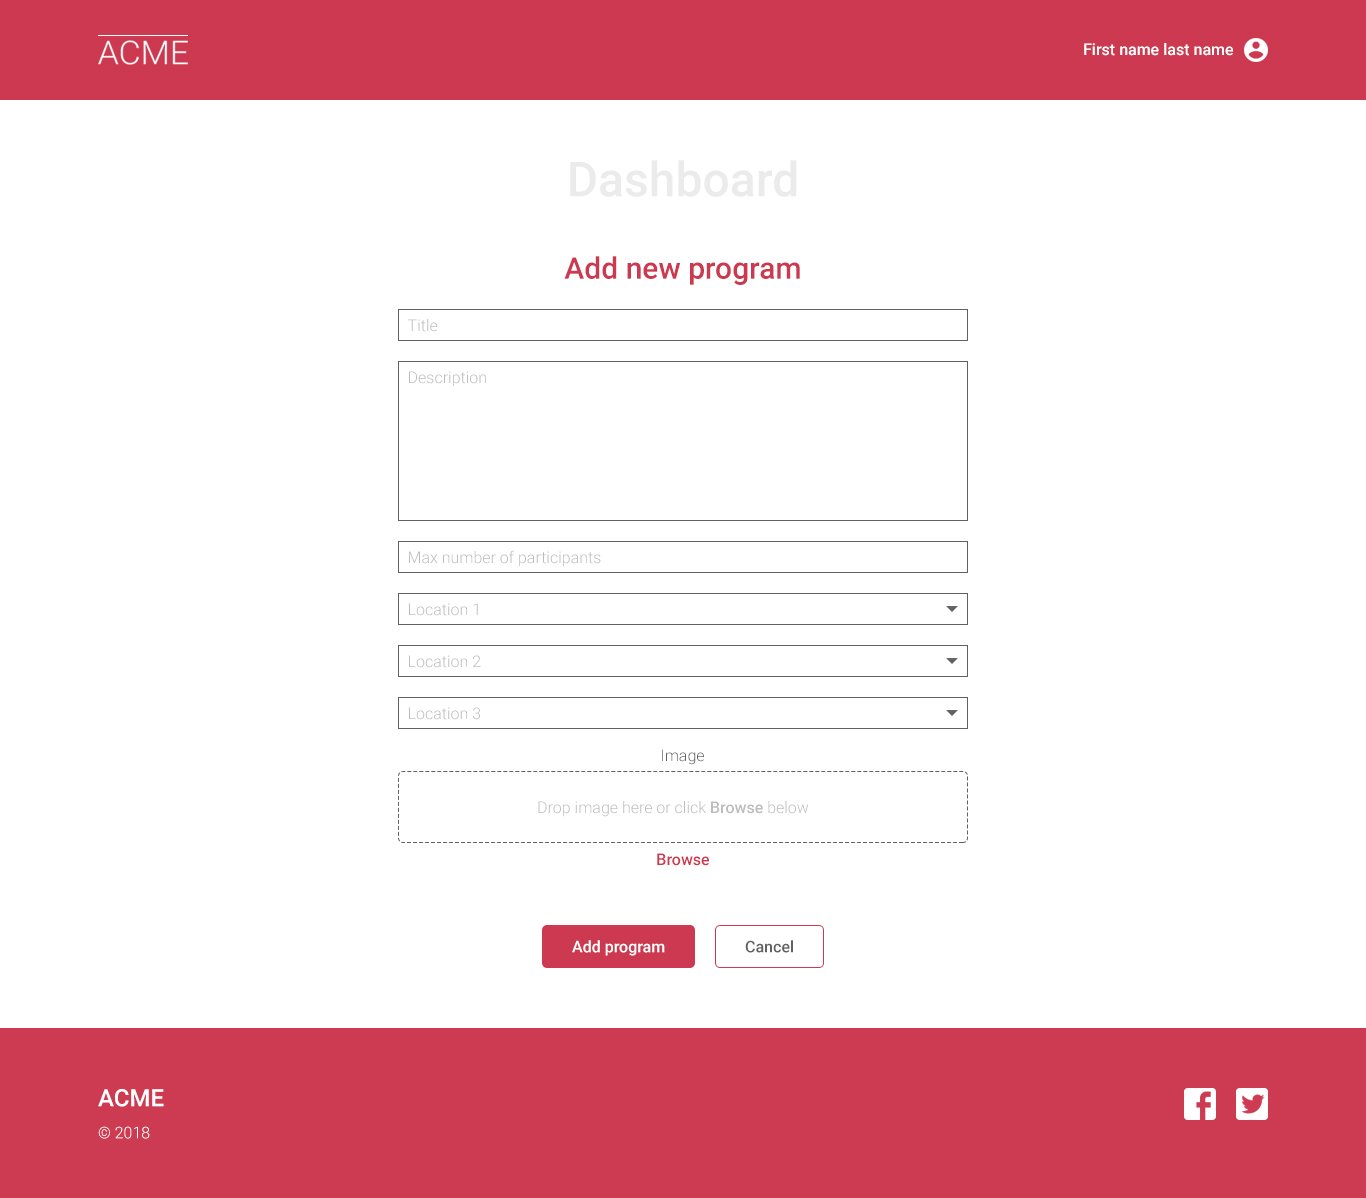 ACME
First name last name
Dashboard
Add new program
Title
Description
Max number of participants
Location 1
Location 2
Location 3
Image
Drop image here or click Browse below
Browse
Add program
Cancel
ACME
© 2018